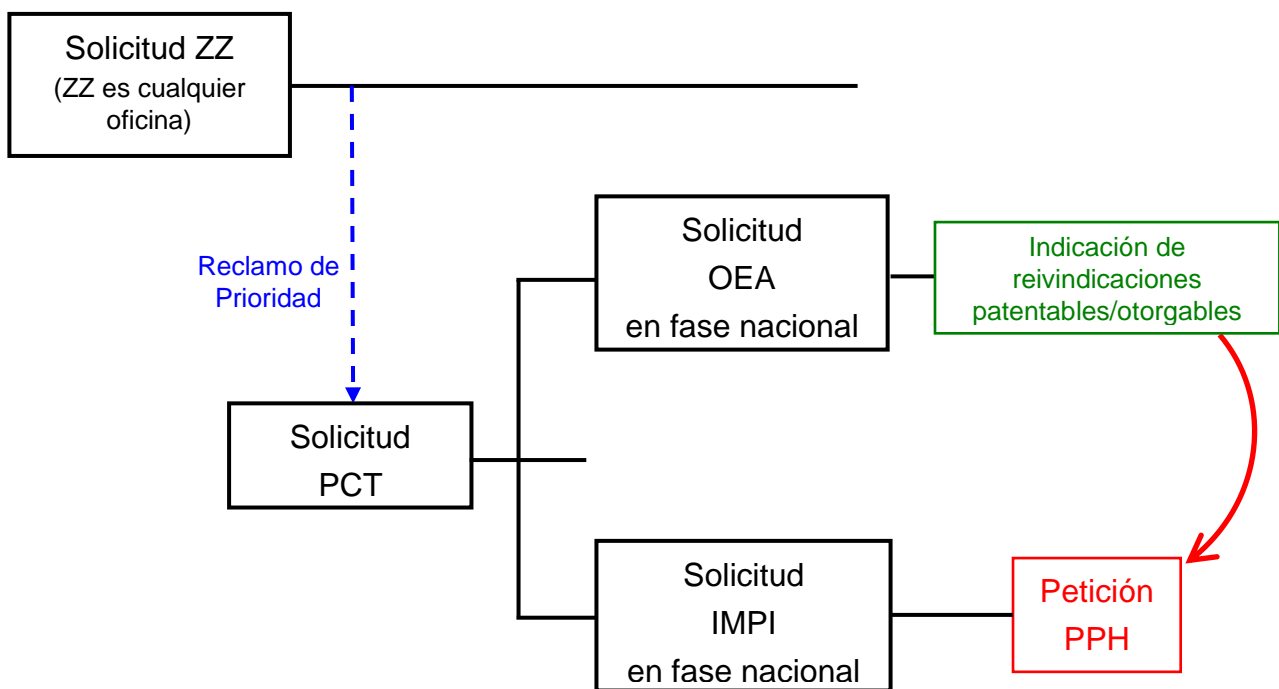 Solicitud ZZ
(ZZ es cualquier
oficina)
Reclamo de
Prioridad
Solicitud
PCT
Solicitud
OEA
en fase nacional
Indicación de
reivindicaciones
patentables/otorgables
Solicitud
IMPI
en fase nacional
Petición
PPH